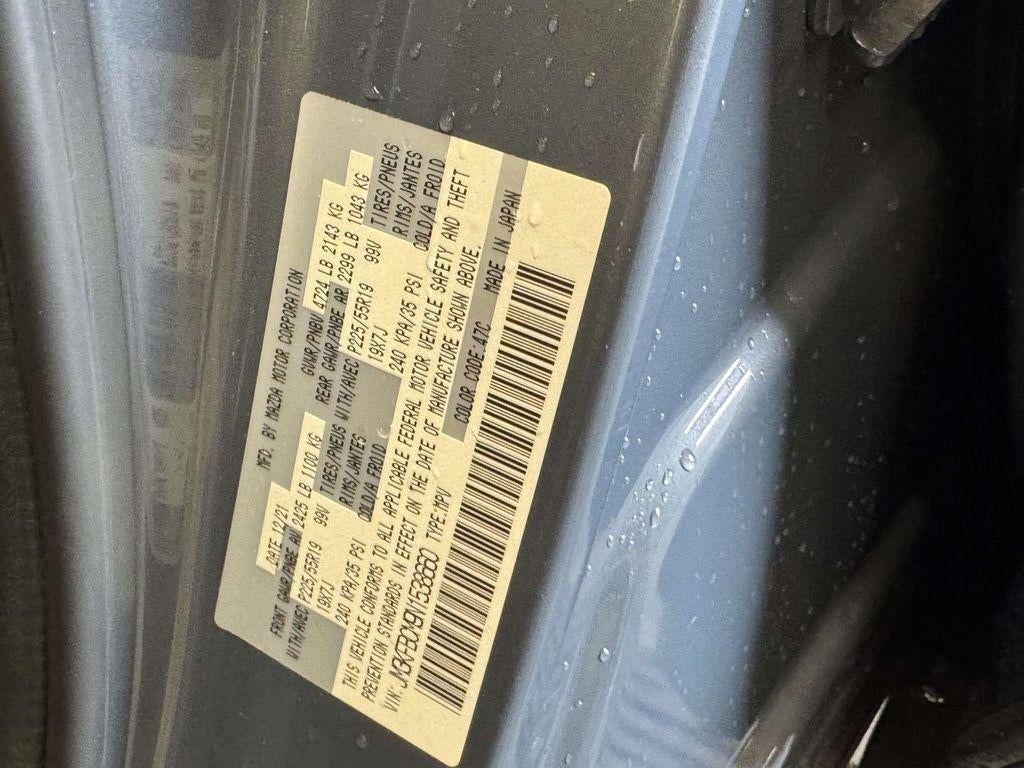 MFD. BY MAZDA MOTOR CORPORATION
DATE 12/21 GVWR/PNBV 4724 LB 2143 KG
FRONT GAWR/PNBE AV 2425 LB 1100 KG REAR GAWR/PNBE AR 2299 LB 1043 KG
WITH/AVEC P225/55R19 99V TIRES/PNEUS WITH/AVEC P225/55R19 99V TIRES/PNEUS
19X7J RIMS/JANTES 19X7J RIMS/JANTES
240 KPA/35 PSI COLD/A FROID 240 KPA/35 PSI COLD/A FROID
THIS VEHICLE CONFORMS TO ALL APPLICABLE FEDERAL MOTOR VEHICLE SAFETY AND THEFT
PREVENTION STANDARDS IN EFFECT ON THE DATE OF MANUFACTURE SHOWN ABOVE.
VIN: JM3KFBCM9N1538660 TYPE:MPV COLOR CODE:47C MADE IN JAPAN